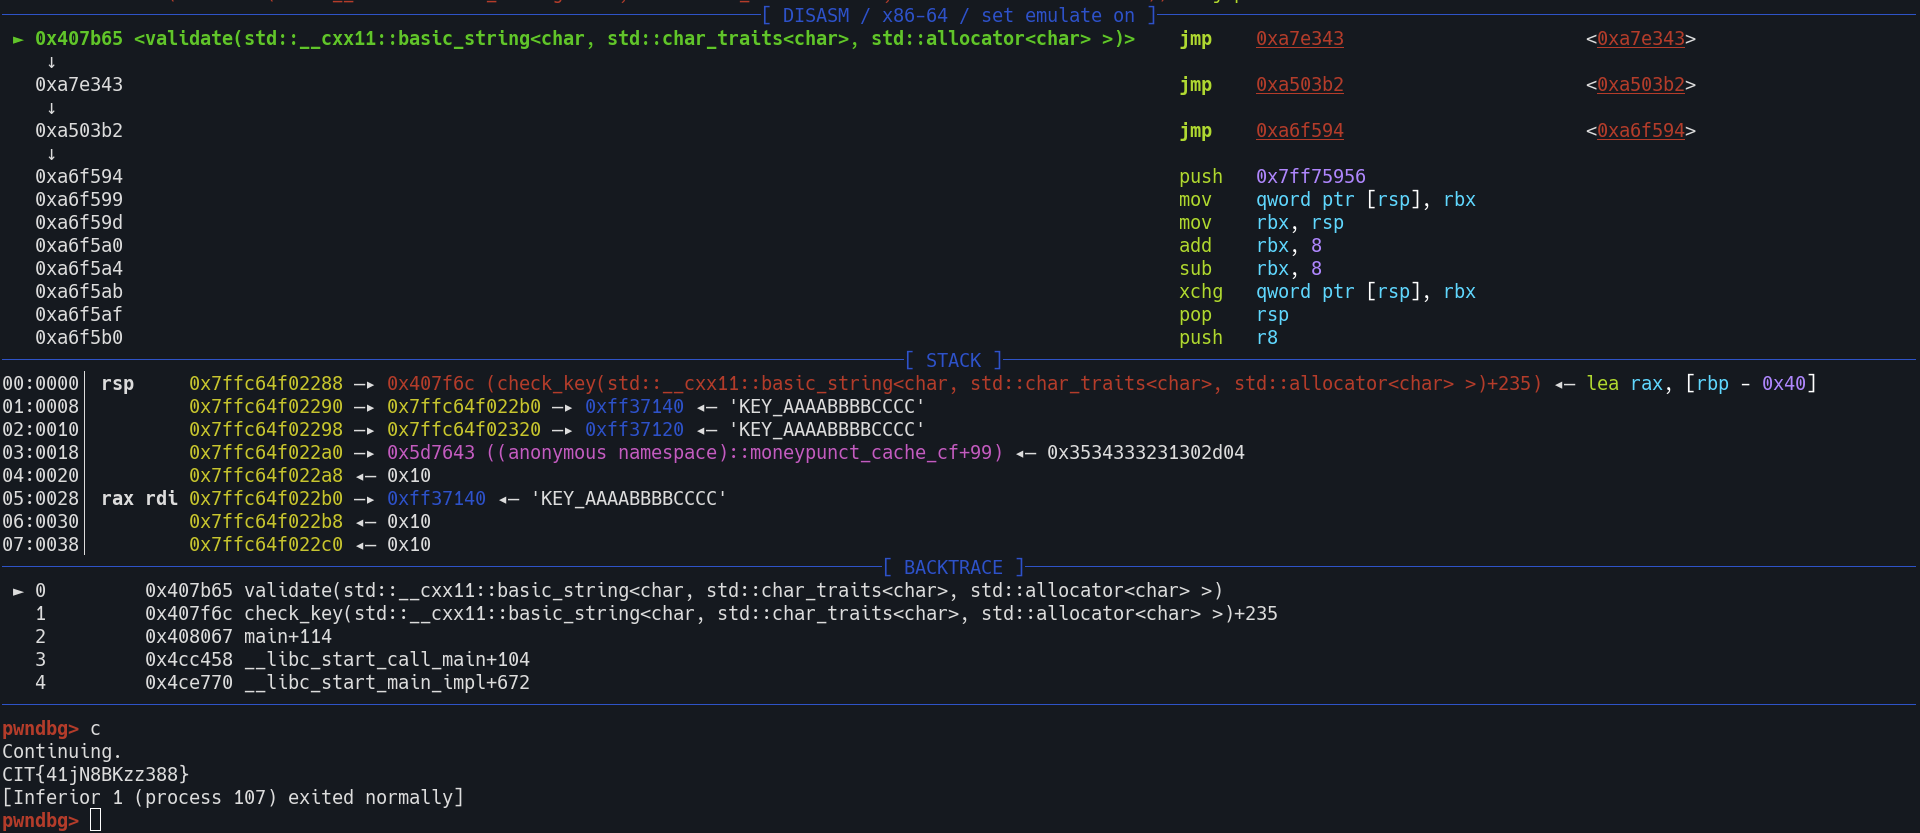 [ DISASM / x86-64 / set emulate on ]
► 0x407b65 <validate(std::__cxx11::basic_string<char, std::char_traits<char>, std::allocator<char> >)>    jmp    0xa7e343    <0xa7e343>
↓
0xa7e343    jmp    0xa503b2    <0xa503b2>
↓
0xa503b2    jmp    0xa6f594    <0xa6f594>
↓
0xa6f594    push   0x7ff75956
0xa6f599    mov    qword ptr [rsp], rbx
0xa6f59d    mov    rbx, rsp
0xa6f5a0    add    rbx, 8
0xa6f5a4    sub    rbx, 8
0xa6f5ab    xchg   qword ptr [rsp], rbx
0xa6f5af    pop    rsp
0xa6f5b0    push   r8
[ STACK ]
00:0000│ rsp     0x7ffc64f02288 —▸ 0x407f6c (check_key(std::__cxx11::basic_string<char, std::char_traits<char>, std::allocator<char> >)+235) ◂— lea rax, [rbp - 0x40]
01:0008│         0x7ffc64f02290 —▸ 0x7ffc64f022b0 —▸ 0xff37140 ◂— 'KEY_AAAABBBBCCCC'
02:0010│         0x7ffc64f02298 —▸ 0x7ffc64f02320 —▸ 0xff37120 ◂— 'KEY_AAAABBBBCCCC'
03:0018│         0x7ffc64f022a0 —▸ 0x5d7643 ((anonymous namespace)::moneypunct_cache_cf+99) ◂— 0x3534333231302d04
04:0020│         0x7ffc64f022a8 ◂— 0x10
05:0028│ rax rdi 0x7ffc64f022b0 —▸ 0xff37140 ◂— 'KEY_AAAABBBBCCCC'
06:0030│         0x7ffc64f022b8 ◂— 0x10
07:0038│         0x7ffc64f022c0 ◂— 0x10
[ BACKTRACE ]
► 0         0x407b65 validate(std::__cxx11::basic_string<char, std::char_traits<char>, std::allocator<char> >)
1         0x407f6c check_key(std::__cxx11::basic_string<char, std::char_traits<char>, std::allocator<char> >)+235
2         0x408067 main+114
3         0x4cc458 __libc_start_call_main+104
4         0x4ce770 __libc_start_main_impl+672
pwndbg> c
Continuing.
CIT{41jN8BKzz388}
[Inferior 1 (process 107) exited normally]
pwndbg>